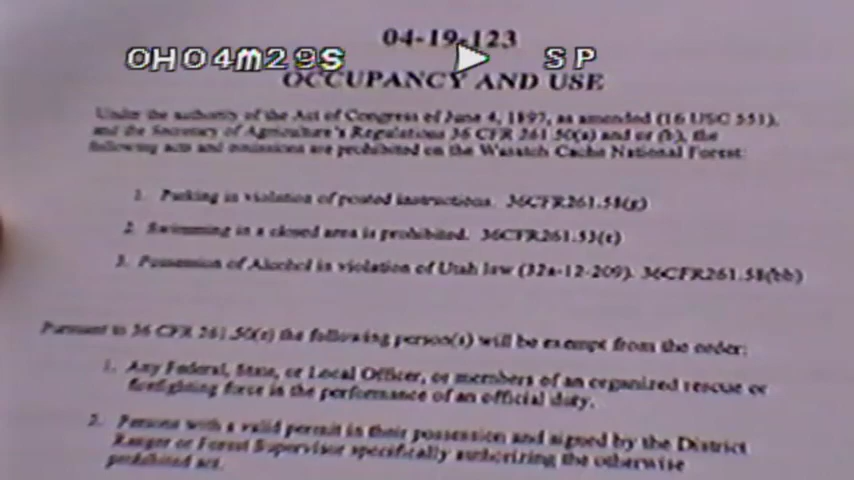 04-19-123
0H04m29s SP
OCCUPANCY AND USE
Under the authority of the Act of Congress of June 4, 1897, as amended (16 USC 551),
and the Secretary of Agriculture's Regulations 36 CFR 261.50(a) and or (b), the
following acts and omissions are prohibited on the Wasatch Cache National Forest:
1. Parking in violation of posted instructions. 36CFR261.58(g)
2. Swimming in a closed area is prohibited. 36CFR261.53(e)
3. Possession of Alcohol in violation of Utah law (32a-12-209). 36CFR261.58(bb)
Pursuant to 36 CFR 261.50(e) the following person(s) will be exempt from the order:
1. Any Federal, State, or Local Officer, or members of an organized rescue or
firefighting force in the performance of an official duty.
2. Persons with a valid permit in their possession and signed by the District
Ranger or Forest Supervisor specifically authorizing the otherwise
prohibited act.